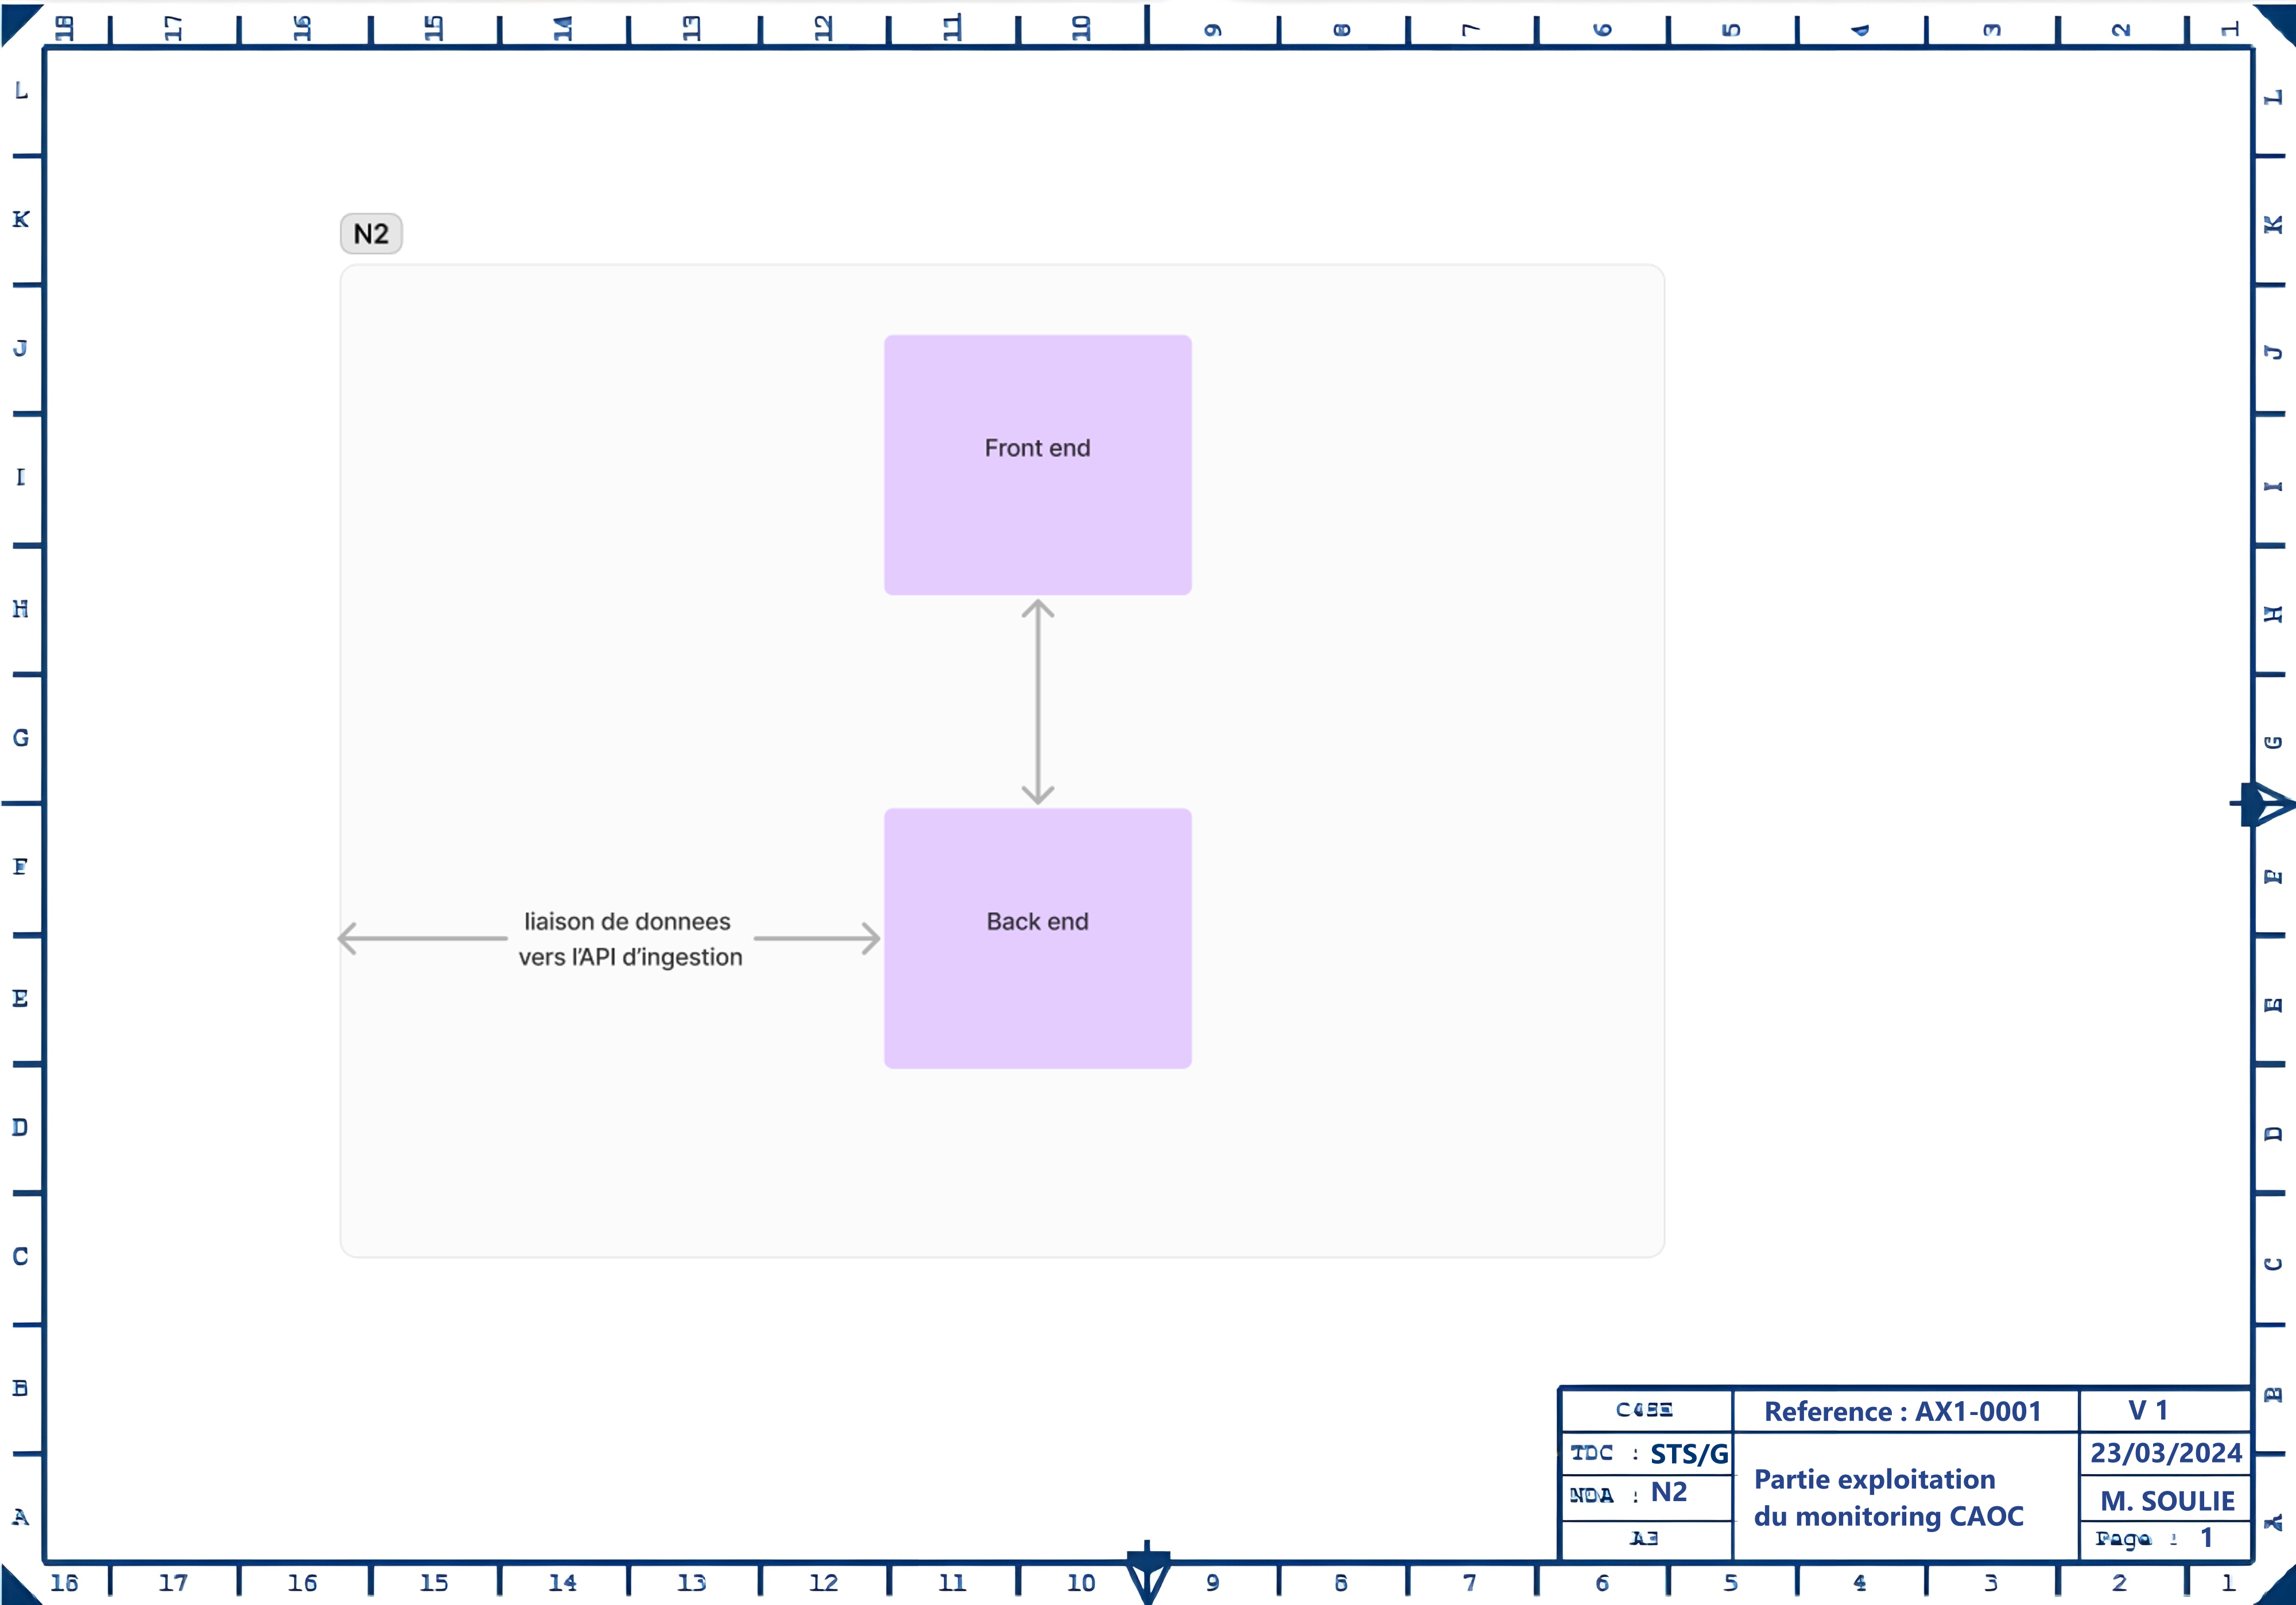 18 17 16 15 14 13 12 11 10 9 8 7 6 5 4 3 2 1
L L
K K
N2
J J
Front end
I I
H H
G G
F F
liaison de donnees
vers l'API d'ingestion
Back end
E E
D D
C C
B B
Reference : AX1-0001
V 1
TDC : STS/G
23/03/2024
Partie exploitation
du monitoring CAOC
NDA : N2
M. SOULIE
A3
Page : 1
A A
18 17 16 15 14 13 12 11 10 9 8 7 6 5 4 3 2 1